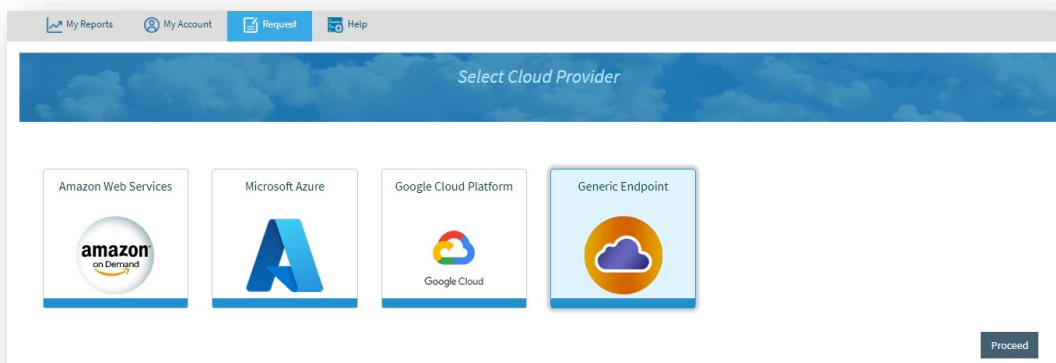 My Reports
My Account
Request
Help
Select Cloud Provider
Amazon Web Services
Microsoft Azure
Google Cloud Platform
Generic Endpoint
amazon
on Demand
Google Cloud
Proceed